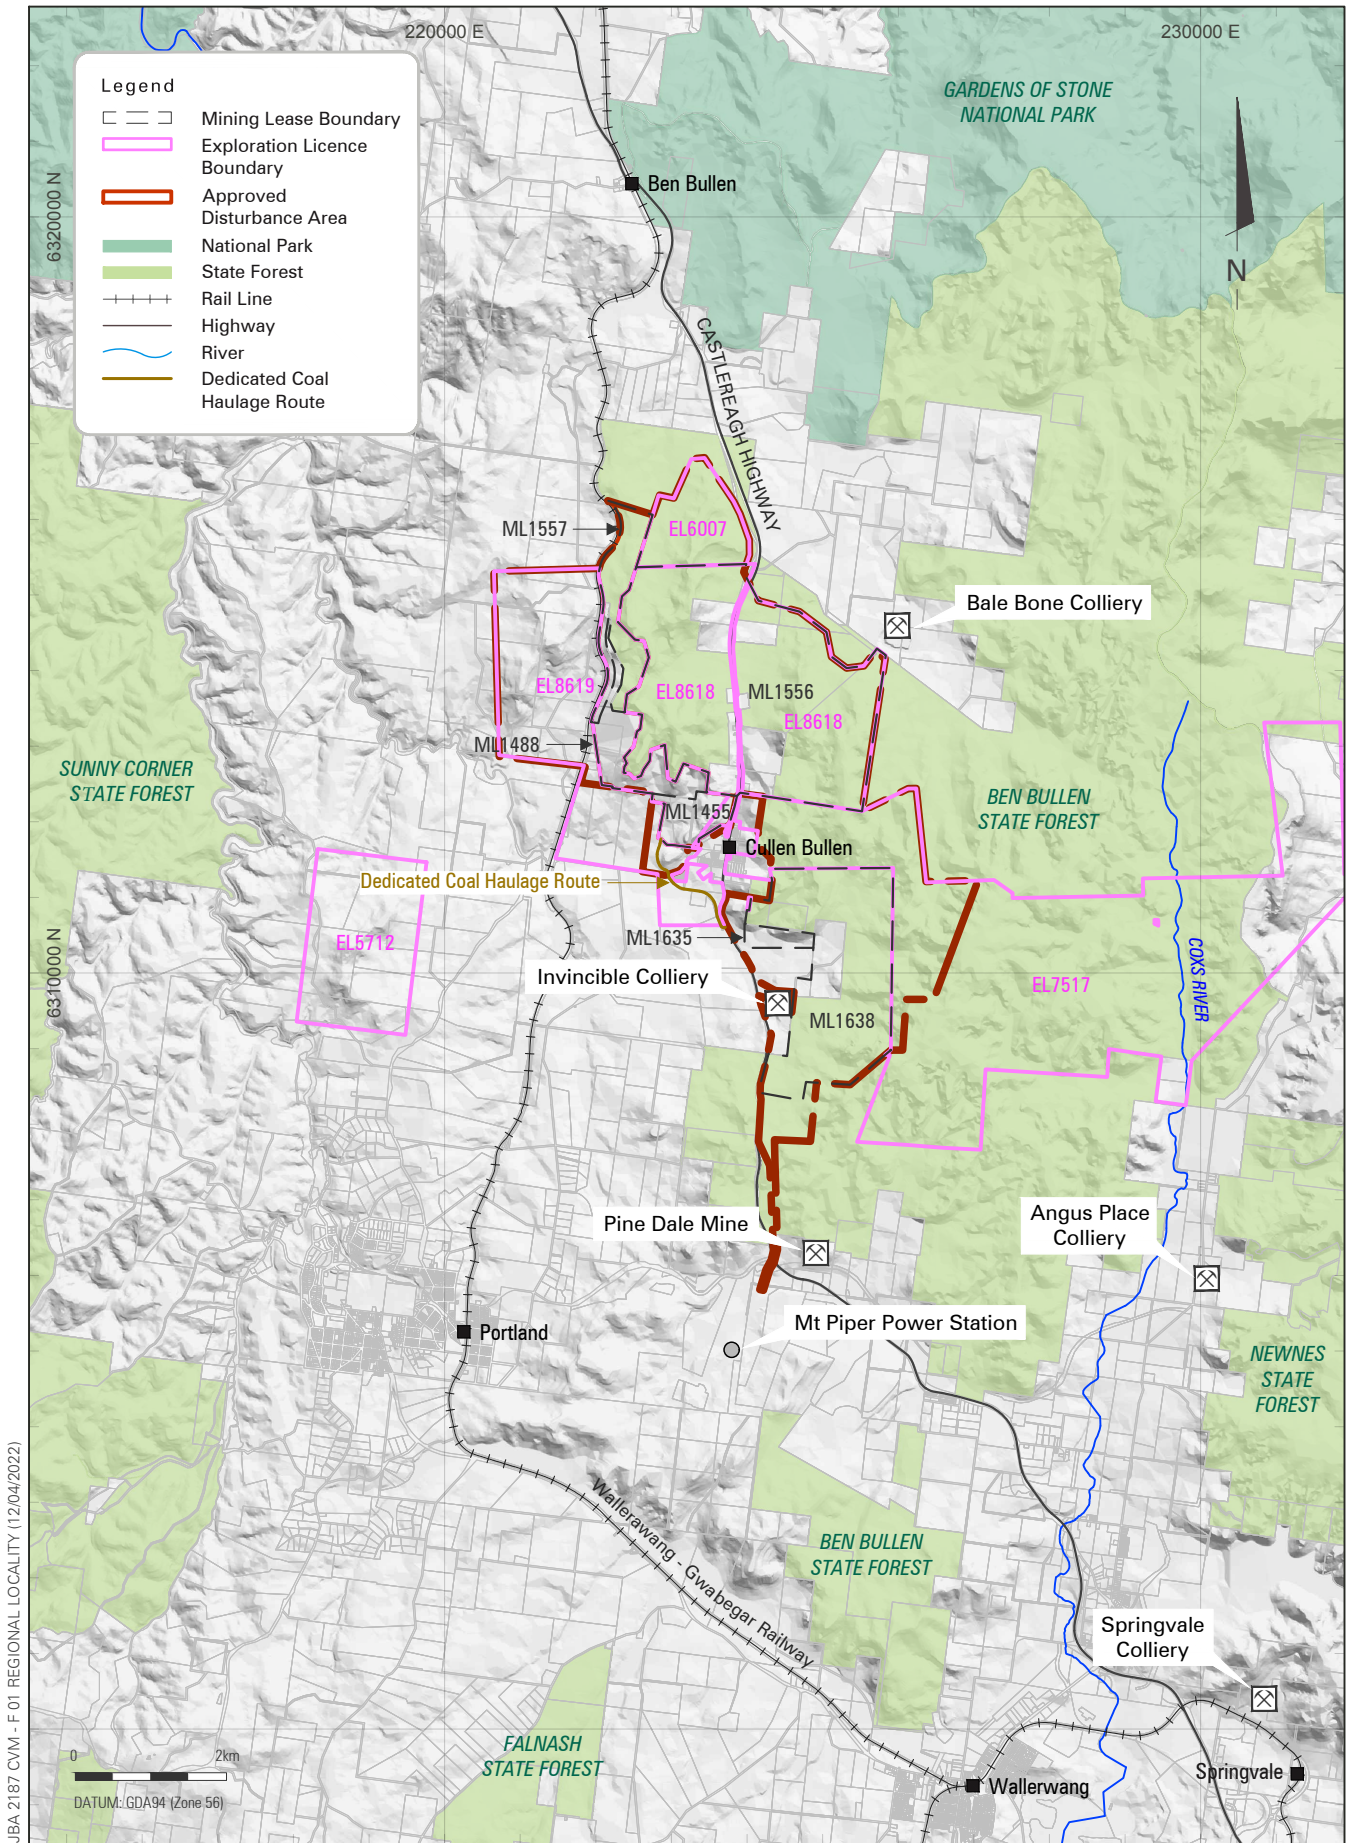 220000 E
230000 E
Legend
Mining Lease Boundary
Exploration Licence
Boundary
Approved
Disturbance Area
National Park
State Forest
Rail Line
Highway
River
Dedicated Coal
Haulage Route
GARDENS OF STONE
NATIONAL PARK
Ben Bullen
6320000 N
N
CASTLEREAGH HIGHWAY
ML1557
EL6007
Bale Bone Colliery
EL8619
EL8618
ML1556
EL8618
ML1488
SUNNY CORNER
STATE FOREST
BEN BULLEN
STATE FOREST
ML1455
Cullen Bullen
Dedicated Coal Haulage Route
EL5712
ML1635
6310000 N
Invincible Colliery
EL7517
COXS RIVER
ML1638
Pine Dale Mine
Angus Place
Colliery
Mt Piper Power Station
Portland
NEWNES
STATE
FOREST
Wallerawang - Gwabegar Railway
BEN BULLEN
STATE FOREST
Springvale
Colliery
FALNASH
STATE FOREST
Springvale
Wallerwang
0
2km
DATUM: GDA94 (Zone 56)
JBA 2187 CVM - F 01 REGIONAL LOCALITY (12/04/2022)